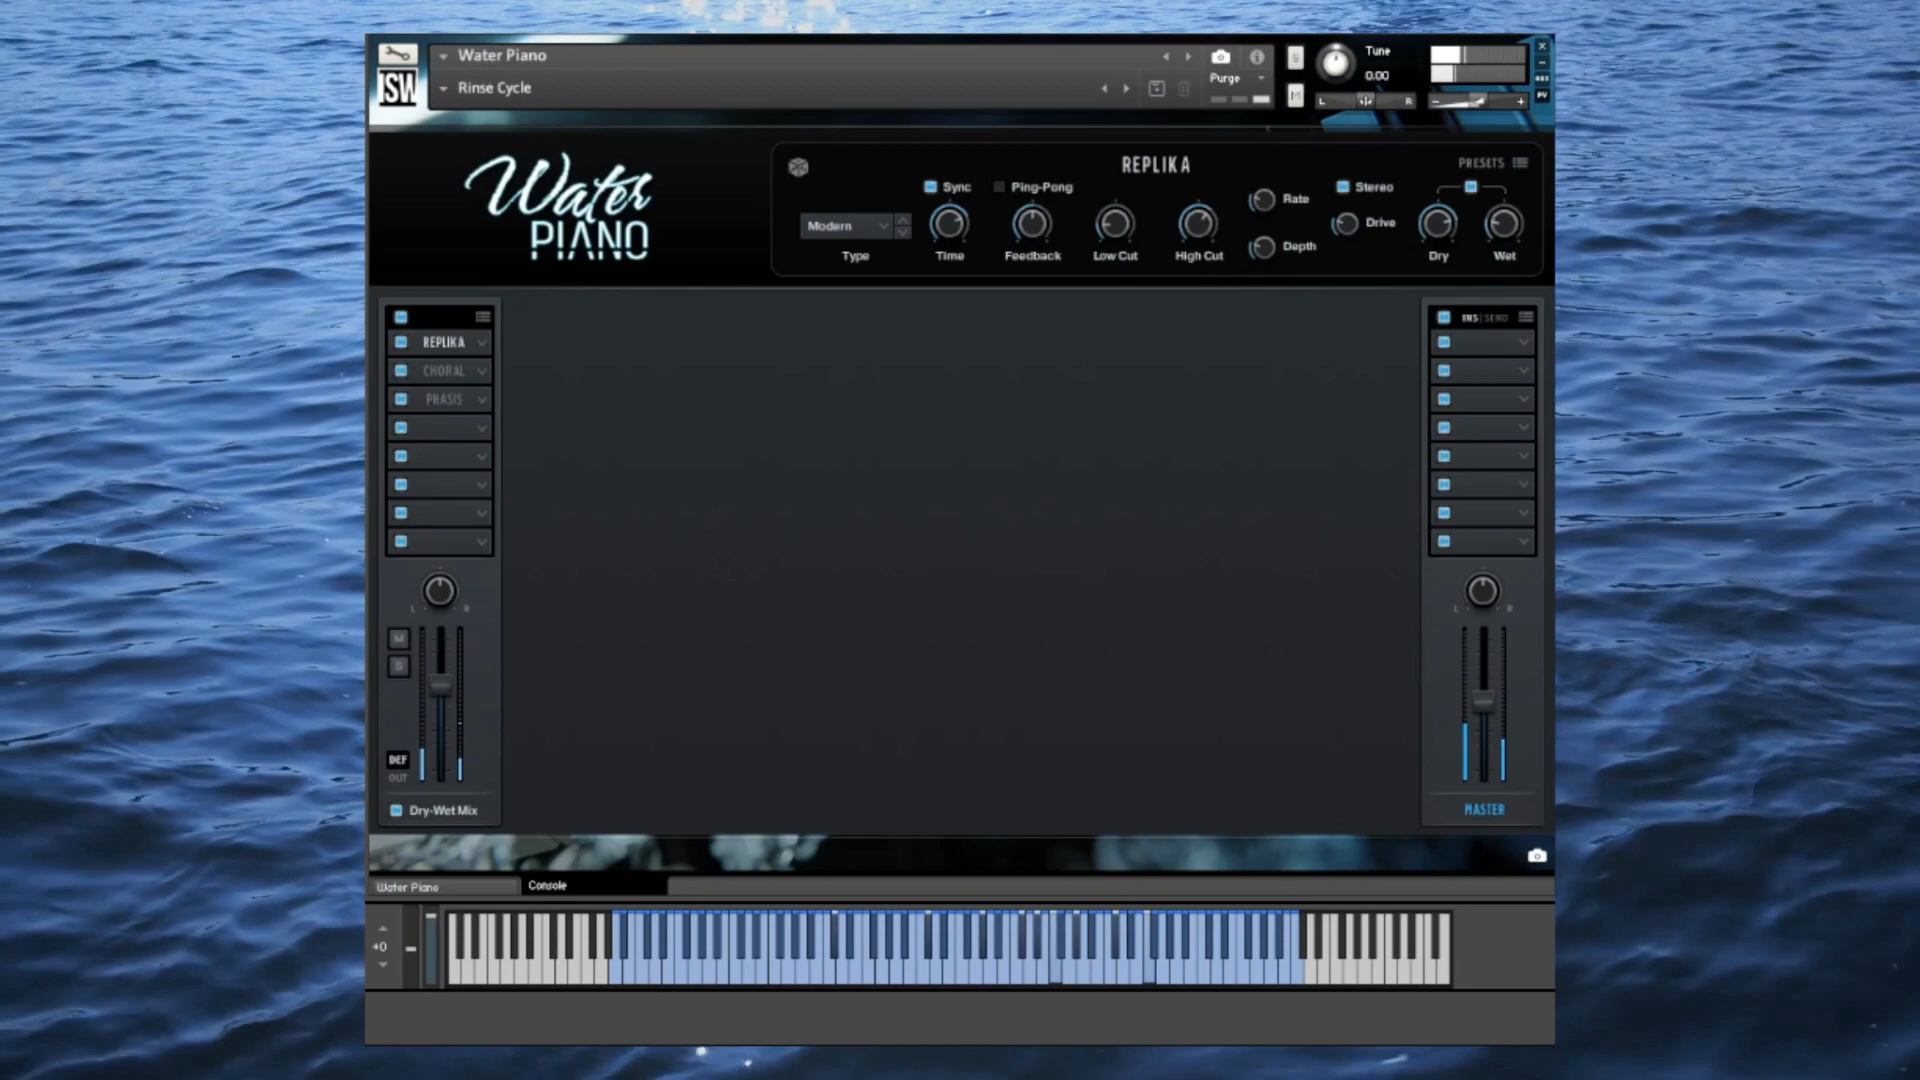 Water Piano
Rinse Cycle
Purge
S
M
Tune
0.00
L R
- +
PV
ISW
Water
PIANO
REPLIKA
PRESETS
Sync
Ping-Pong
Rate
Stereo
Modern
Drive
Depth
Type
Time
Feedback
Low Cut
High Cut
Dry
Wet
REPLIKA
CHORAL
PHASIS
L R
M
S
DEF
OUT
Dry-Wet Mix
INS|SEND
L R
MASTER
Water Piano
Console
+0